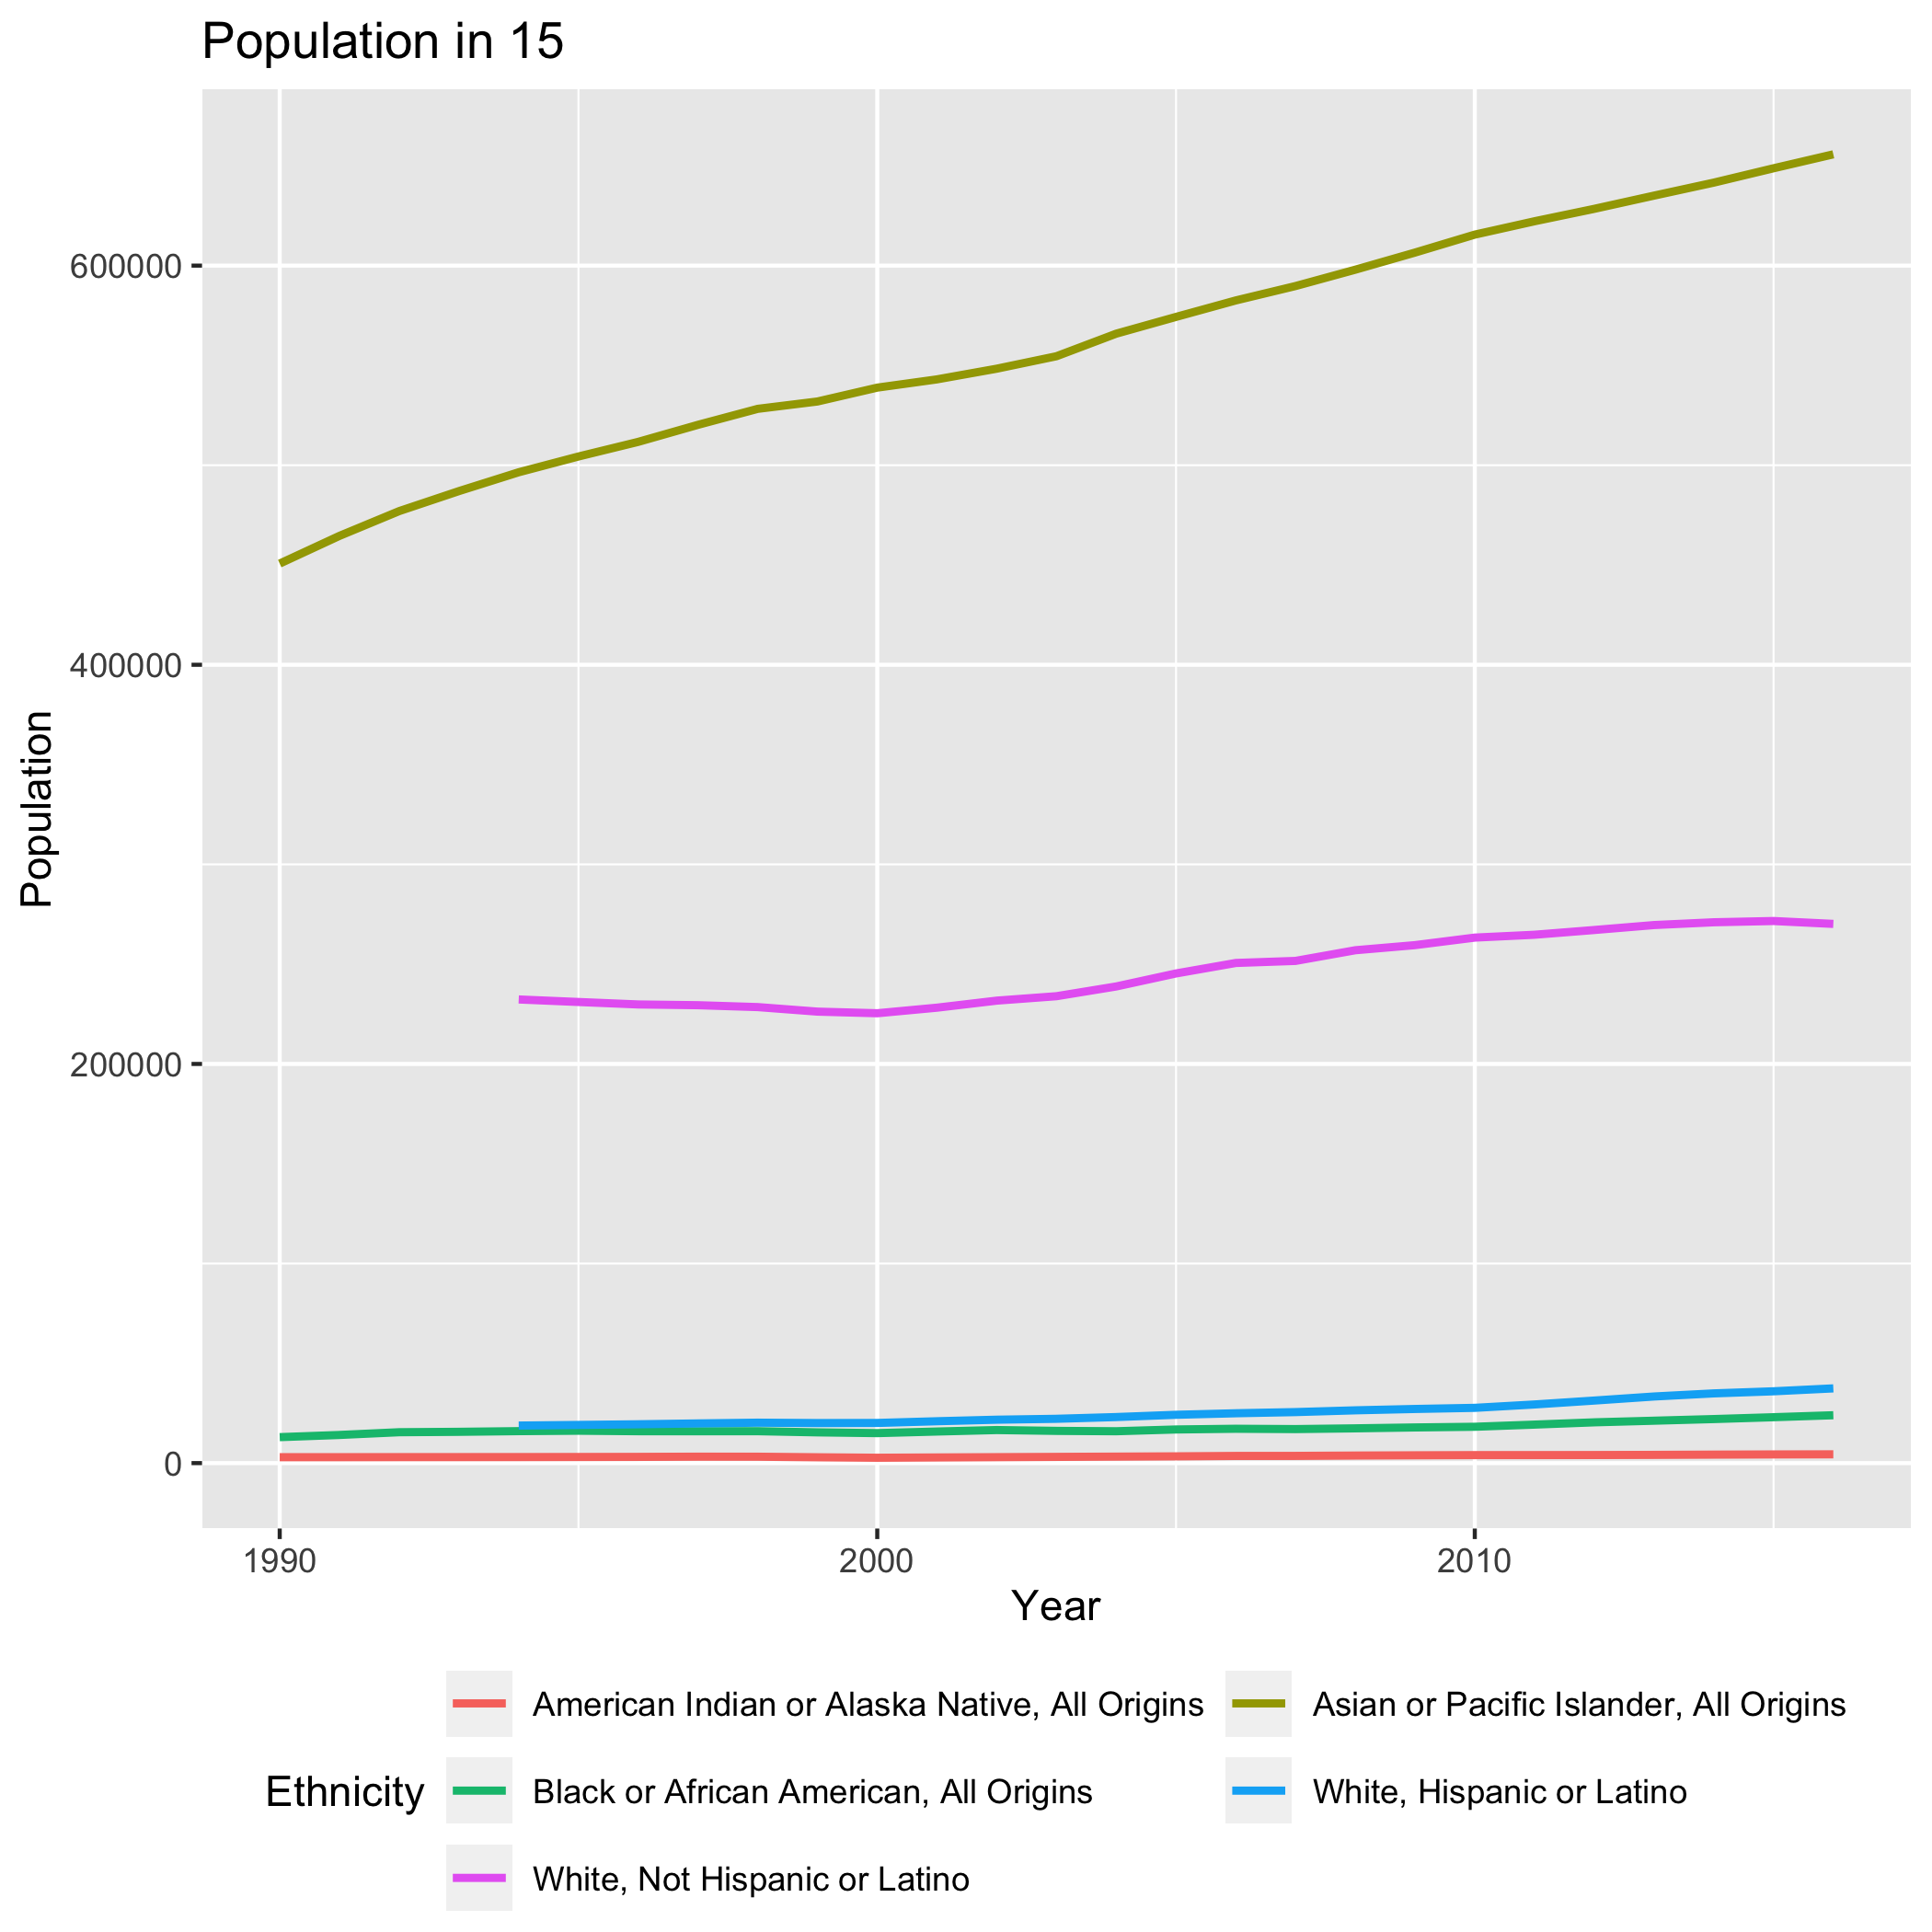 Population in 15
Population
600000
400000
200000
0
1990 2000 2010
Year
Ethnicity
American Indian or Alaska Native, All Origins
Asian or Pacific Islander, All Origins
Black or African American, All Origins
White, Hispanic or Latino
White, Not Hispanic or Latino